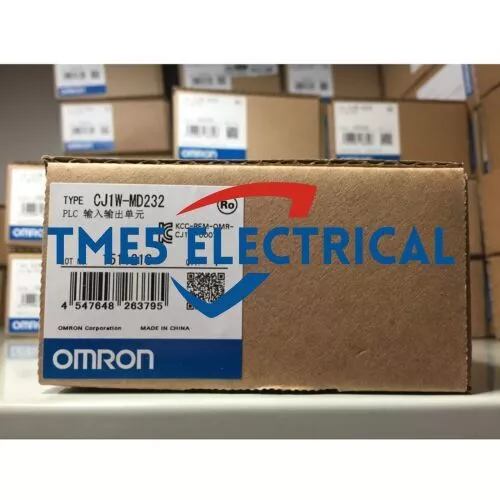 TYPE CJ1W-MD232
PLC 输入输出单元
Ro
TME5 ELECTRICAL
4 547648 263795
OMRON Corporation MADE IN CHINA
OMRON